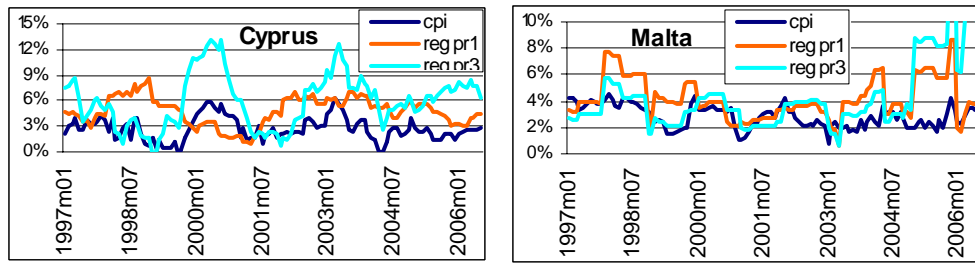 15%
12%
9%
6%
3%
0%
Cyprus
cpi
reg pr1
reg pr3
1997m01
1998m07
2000m01
2001m07
2003m01
2004m07
2006m01
10%
8%
6%
4%
2%
0%
Malta
cpi
reg pr1
reg pr3
1997m01
1998m07
2000m01
2001m07
2003m01
2004m07
2006m01